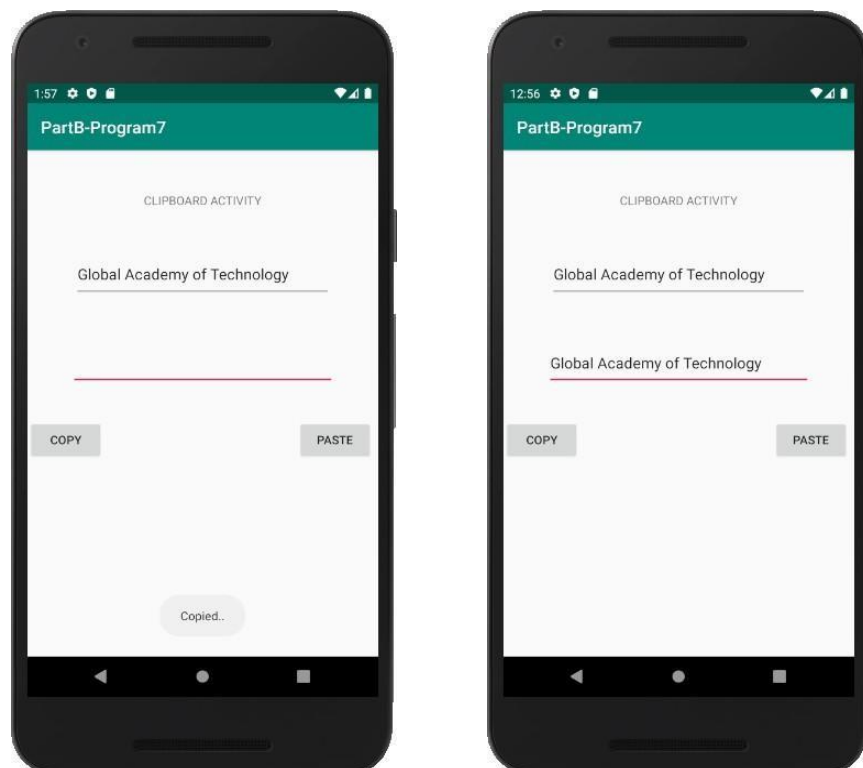 1:57
PartB-Program7
CLIPBOARD ACTIVITY
Global Academy of Technology
COPY
PASTE
Copied..
12:56
PartB-Program7
CLIPBOARD ACTIVITY
Global Academy of Technology
Global Academy of Technology
COPY
PASTE